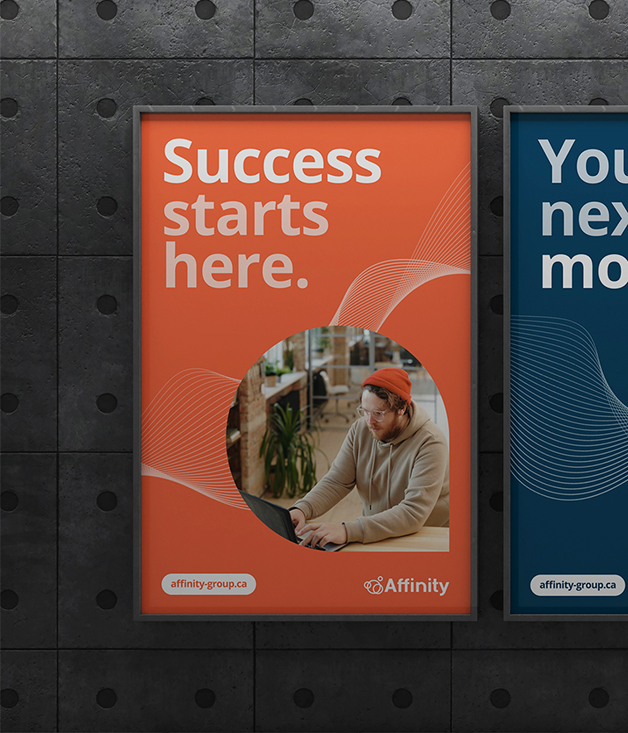 Success
starts
here.
affinity-group.ca
Affinity
affinity-group.ca